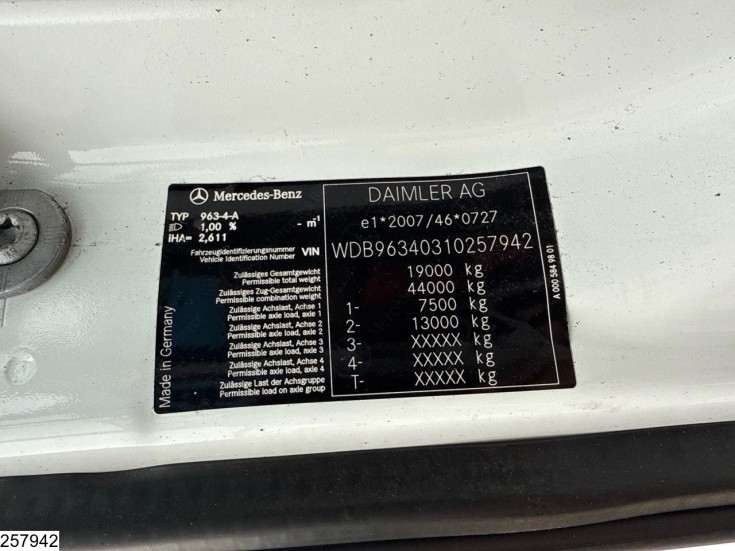 Mercedes-Benz
TYP 963-4-A
1,00 % - m⁻¹
iHA= 2,611
Fahrzeugidentifizierungsnummer
Vehicle Identification Number VIN
Zulässiges Gesamtgewicht
Permissible total weight
Zulässiges Zug-Gesamtgewicht
Permissible combination weight
Zulässige Achslast, Achse 1
Permissible axle load, axle 1
Zulässige Achslast, Achse 2
Permissible axle load, axle 2
Zulässige Achslast, Achse 3
Permissible axle load, axle 3
Zulässige Achslast, Achse 4
Permissible axle load, axle 4
Zulässige Last der Achsgruppe
Permissible load on axle group
Made in Germany
DAIMLER AG
e1*2007/46*0727
WDB96340310257942
19000 kg
44000 kg
1- 7500 kg
2- 13000 kg
3- XXXXX kg
4- XXXXX kg
T- XXXXX kg
A 000 584 98 01
257942